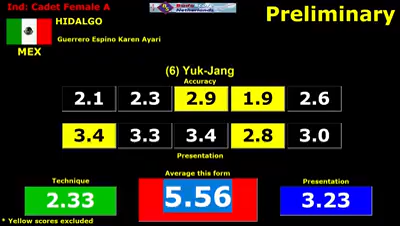 Ind: Cadet Female A
Preliminary
HIDALGO
Guerrero Espino Karen Ayari
MEX
(6) Yuk-Jang
Accuracy
2.1 2.3 2.9 1.9 2.6
3.4 3.3 3.4 2.8 3.0
Presentation
Technique
Average this form
Presentation
2.33
5.56
3.23
* Yellow scores excluded